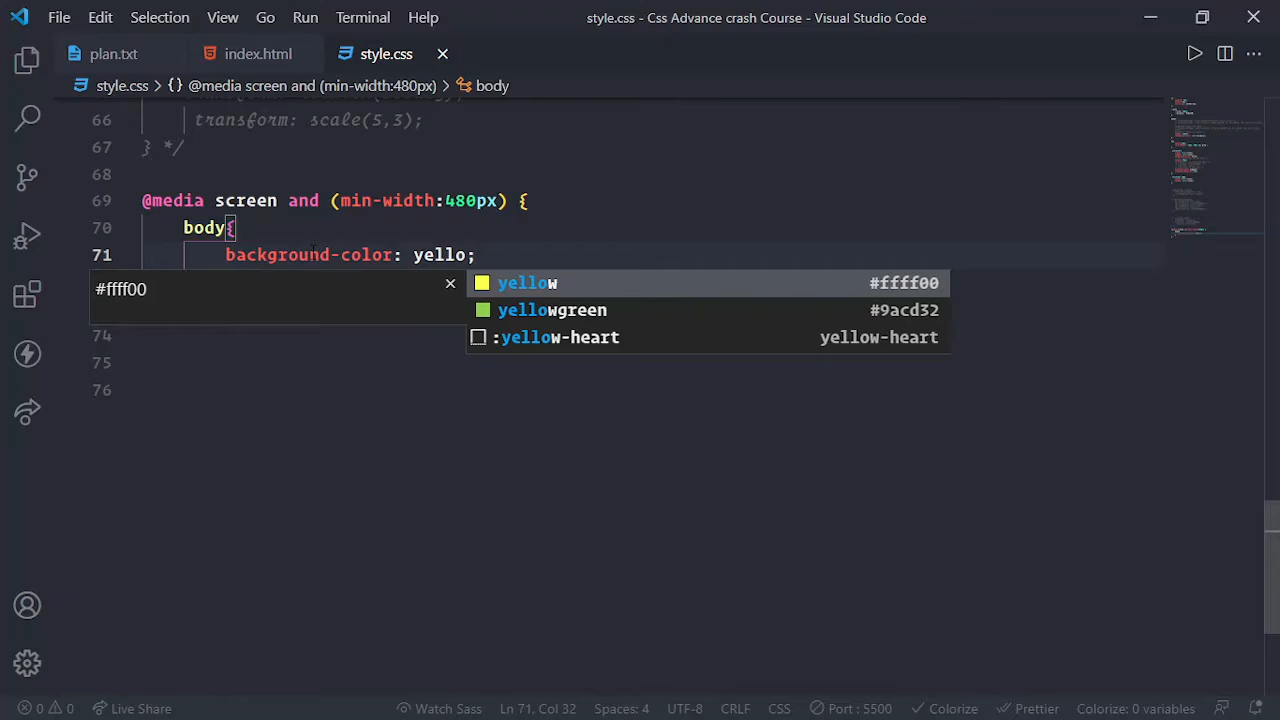 File Edit Selection View Go Run Terminal Help style.css - Css Advance crash Course - Visual Studio Code
plan.txt index.html style.css
style.css > {} @media screen and (min-width:480px) > body
66 transform: scale(5,3);
67 } */
68
69 @media screen and (min-width:480px) {
70 body{
71 background-color: yello;
#ffff00
yellow #ffff00
yellowgreen #9acd32
:yellow-heart yellow-heart
74
75
76
0 0 Live Share Watch Sass Ln 71, Col 32 Spaces: 4 UTF-8 CRLF CSS Port : 5500 Colorize Prettier Colorize: 0 variables